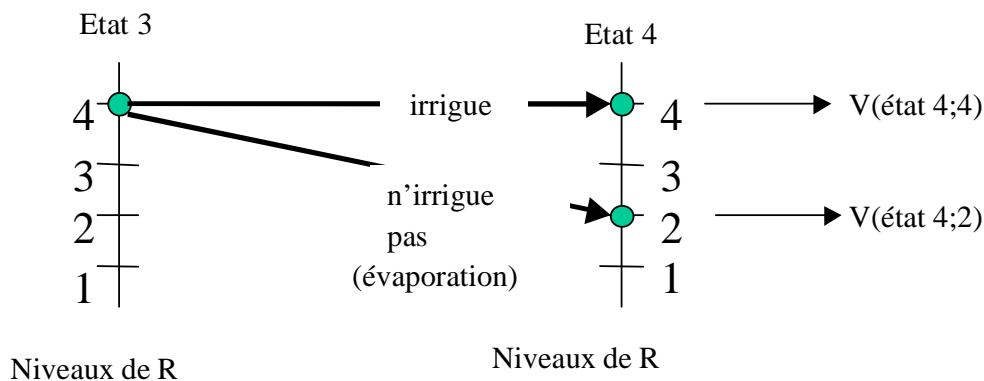 Etat 3
Etat 4
4
irrigue
4
V(état 4;4)
3
3
n’irrigue
pas
(évaporation)
2
2
V(état 4;2)
1
1
Niveaux de R
Niveaux de R